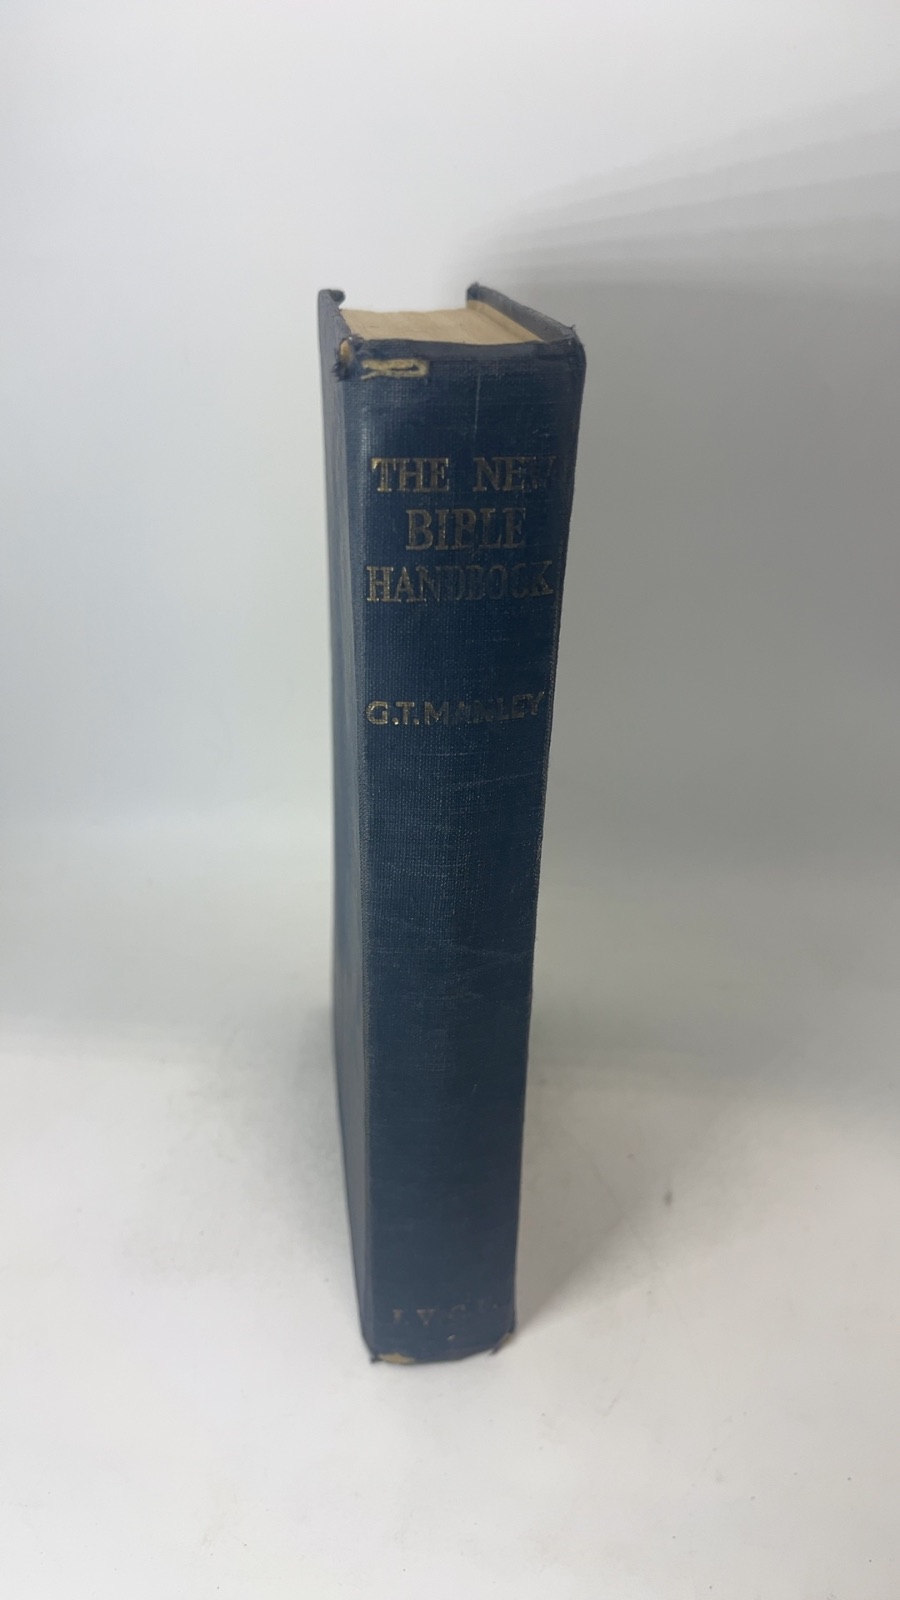 THE NEW
BIBLE
HANDBOOK
G.T. MANLEY